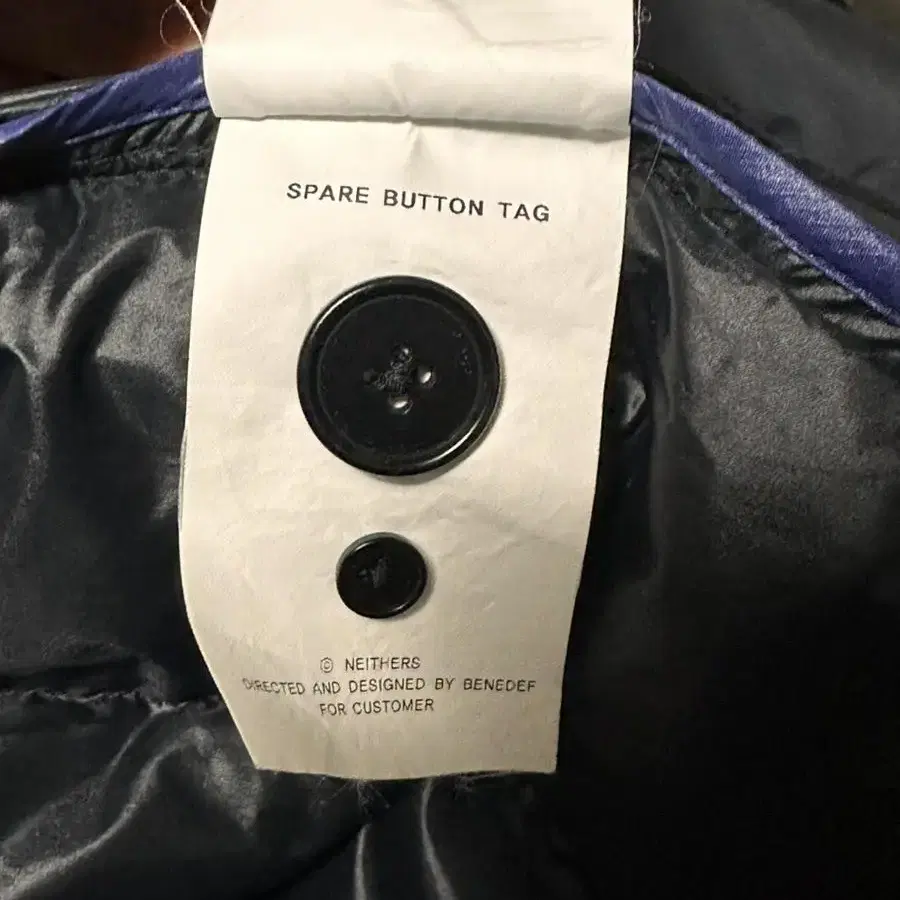 SPARE BUTTON TAG
© NEITHERS
DIRECTED AND DESIGNED BY BENEDEF
FOR CUSTOMER